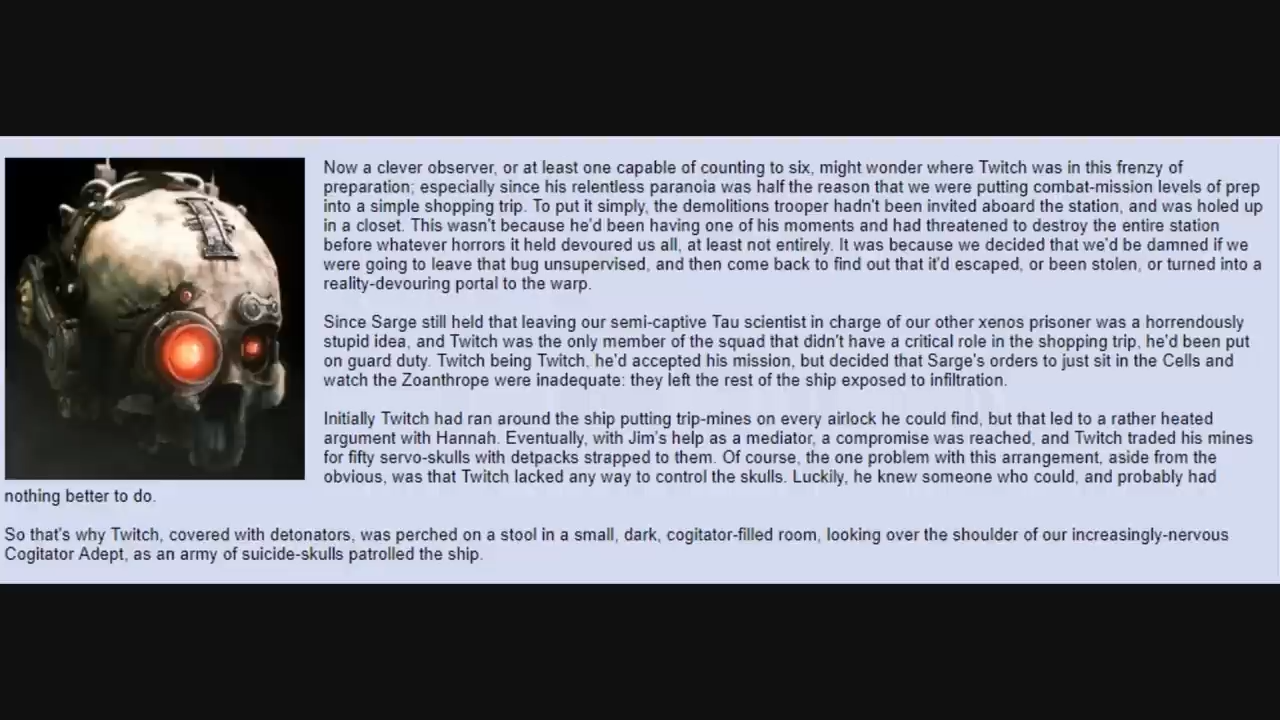 Now a clever observer, or at least one capable of counting to six, might wonder where Twitch was in this frenzy of
preparation; especially since his relentless paranoia was half the reason that we were putting combat-mission levels of prep
into a simple shopping trip. To put it simply, the demolitions trooper hadn't been invited aboard the station, and was holed up
in a closet. This wasn't because he'd been having one of his moments and had threatened to destroy the entire station
before whatever horrors it held devoured us all, at least not entirely. It was because we decided that we'd be damned if we
were going to leave that bug unsupervised, and then come back to find out that it'd escaped, or been stolen, or turned into a
reality-devouring portal to the warp.
Since Sarge still held that leaving our semi-captive Tau scientist in charge of our other xenos prisoner was a horrendously
stupid idea, and Twitch was the only member of the squad that didn't have a critical role in the shopping trip, he'd been put
on guard duty. Twitch being Twitch, he'd accepted his mission, but decided that Sarge's orders to just sit in the Cells and
watch the Zoanthrope were inadequate: they left the rest of the ship exposed to infiltration.
Initially Twitch had ran around the ship putting trip-mines on every airlock he could find, but that led to a rather heated
argument with Hannah. Eventually, with Jim's help as a mediator, a compromise was reached, and Twitch traded his mines
for fifty servo-skulls with detpacks strapped to them. Of course, the one problem with this arrangement, aside from the
obvious, was that Twitch lacked any way to control the skulls. Luckily, he knew someone who could, and probably had
nothing better to do.
So that's why Twitch, covered with detonators, was perched on a stool in a small, dark, cogitator-filled room, looking over the shoulder of our increasingly-nervous
Cogitator Adept, as an army of suicide-skulls patrolled the ship.